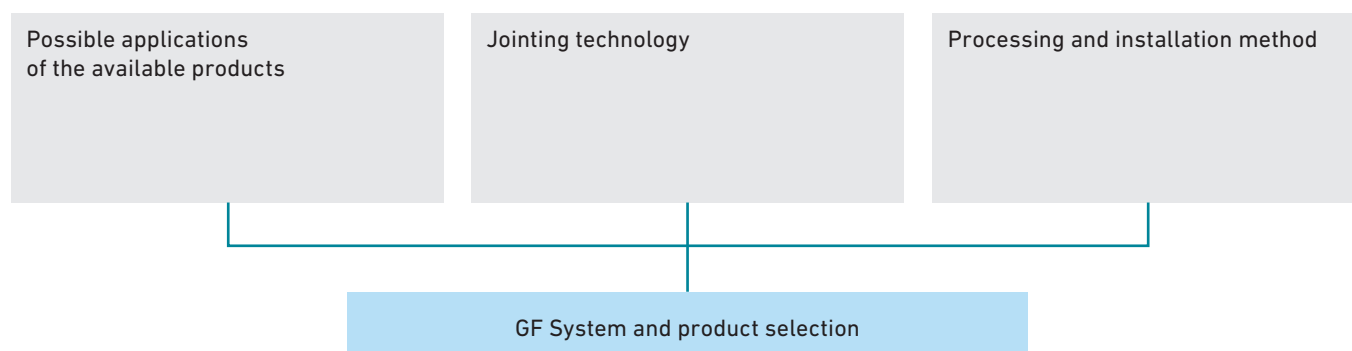 Possible applications
of the available products
Jointing technology
Processing and installation method
GF System and product selection